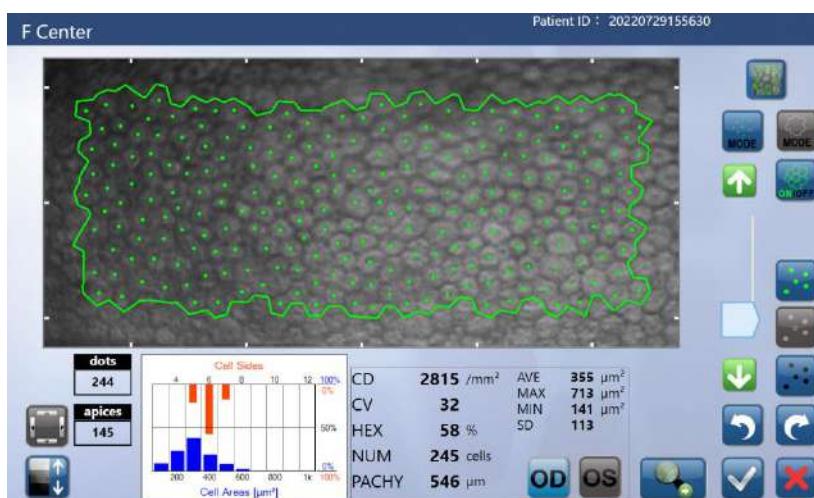 F Center
Patient ID : 20220729155630
MODE
MODE
ON/OFF
dots
244
apices
145
Cell Sides
4 6 8 10 12
100%
0%
50%
0%
100%
200 400 600 800 1k
Cell Areas [µm²]
CD 2815 /mm²
CV 32
HEX 58 %
NUM 245 cells
PACHY 546 µm
AVE 355 µm²
MAX 713 µm²
MIN 141 µm²
SD 113
OD OS